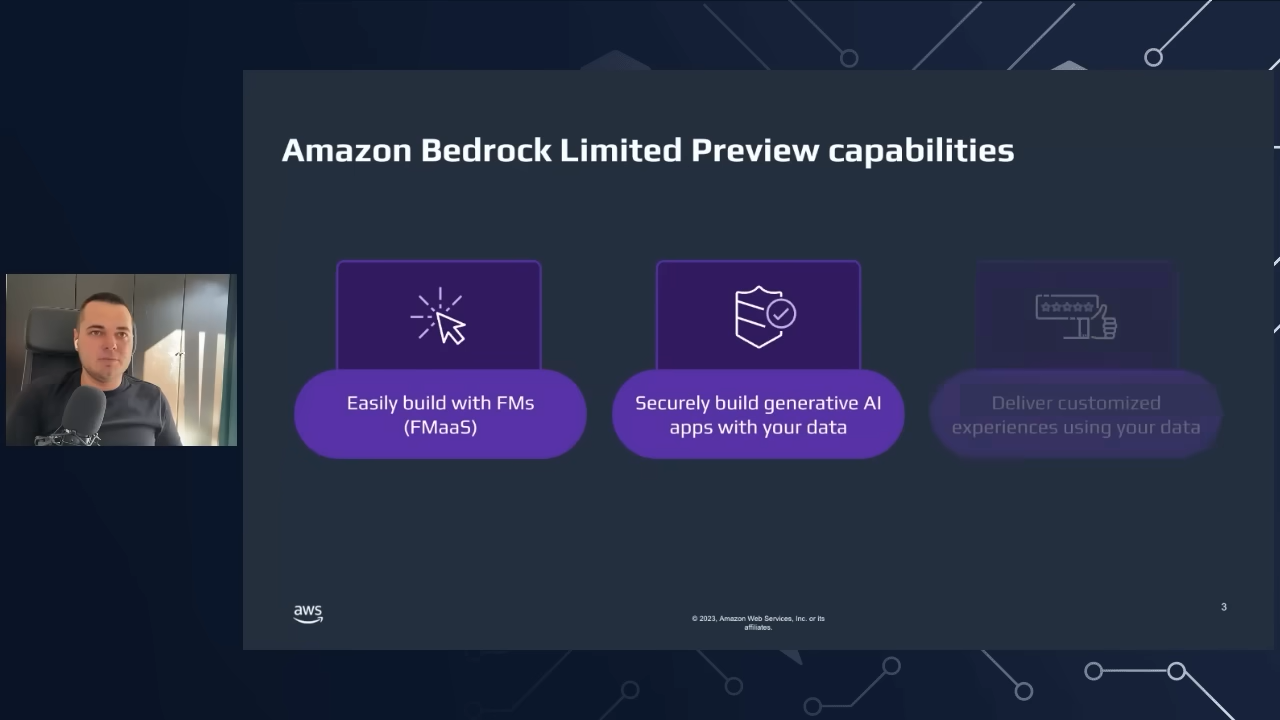 Amazon Bedrock Limited Preview capabilities
Easily build with FMs
(FMaaS)
Securely build generative AI
apps with your data
Deliver customized
experiences using your data
aws
© 2023, Amazon Web Services, Inc. or Its
affiliates.
3